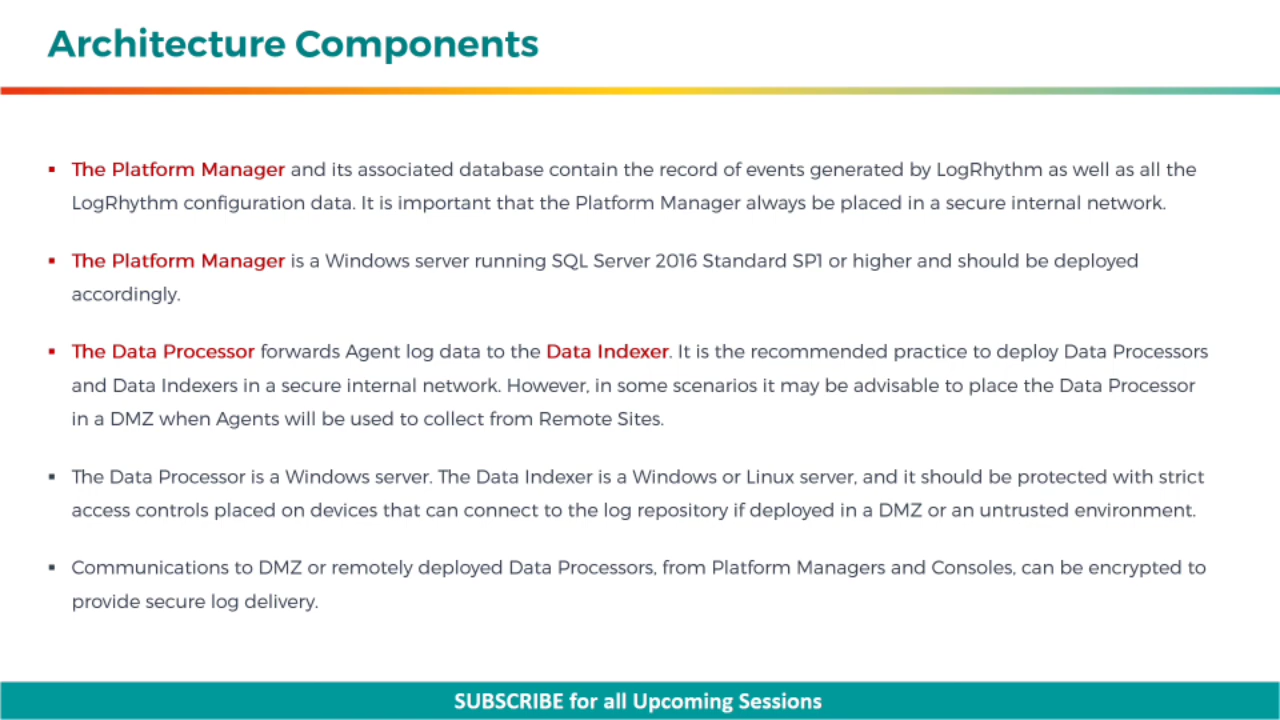 Architecture Components
▪ The Platform Manager and its associated database contain the record of events generated by LogRhythm as well as all the
LogRhythm configuration data. It is important that the Platform Manager always be placed in a secure internal network.
▪ The Platform Manager is a Windows server running SQL Server 2016 Standard SP1 or higher and should be deployed
accordingly.
▪ The Data Processor forwards Agent log data to the Data Indexer. It is the recommended practice to deploy Data Processors
and Data Indexers in a secure internal network. However, in some scenarios it may be advisable to place the Data Processor
in a DMZ when Agents will be used to collect from Remote Sites.
▪ The Data Processor is a Windows server. The Data Indexer is a Windows or Linux server, and it should be protected with strict
access controls placed on devices that can connect to the log repository if deployed in a DMZ or an untrusted environment.
▪ Communications to DMZ or remotely deployed Data Processors, from Platform Managers and Consoles, can be encrypted to
provide secure log delivery.
SUBSCRIBE for all Upcoming Sessions